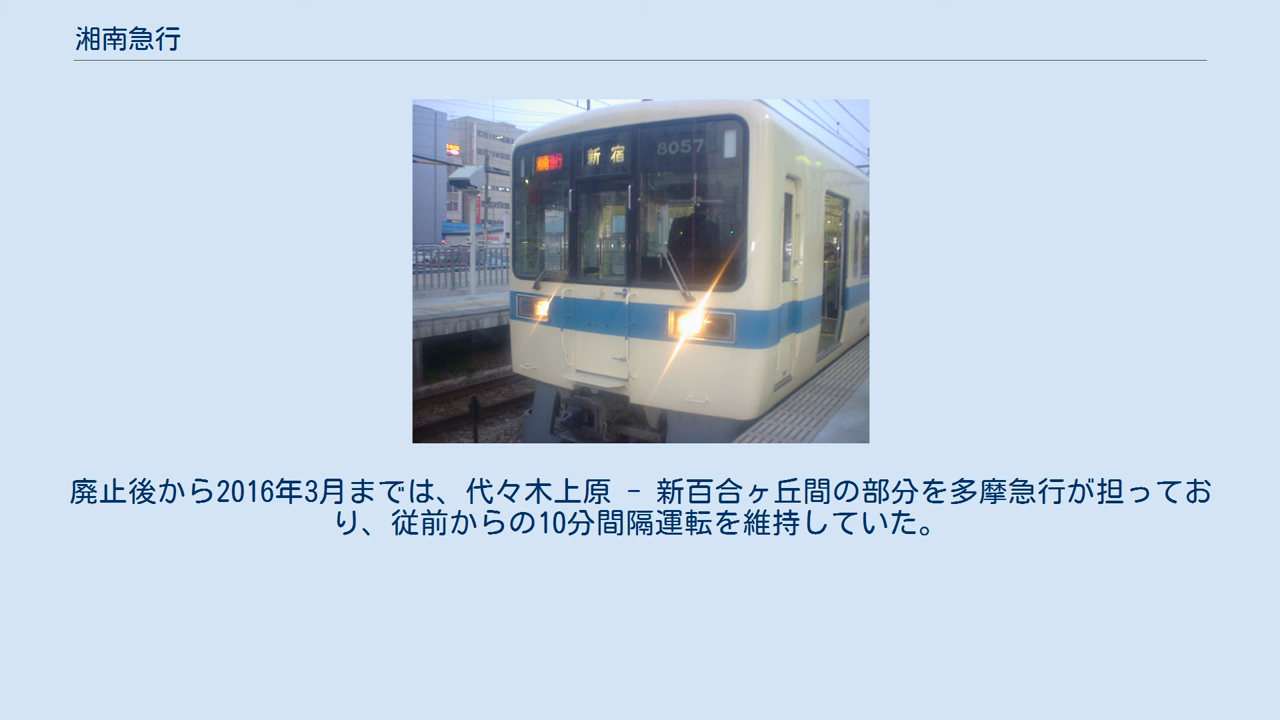 湘南急行
新宿
8057
廃止後から2016年3月までは、代々木上原 - 新百合ヶ丘間の部分を多摩急行が担ってお
り、従前からの10分間隔運転を維持していた。